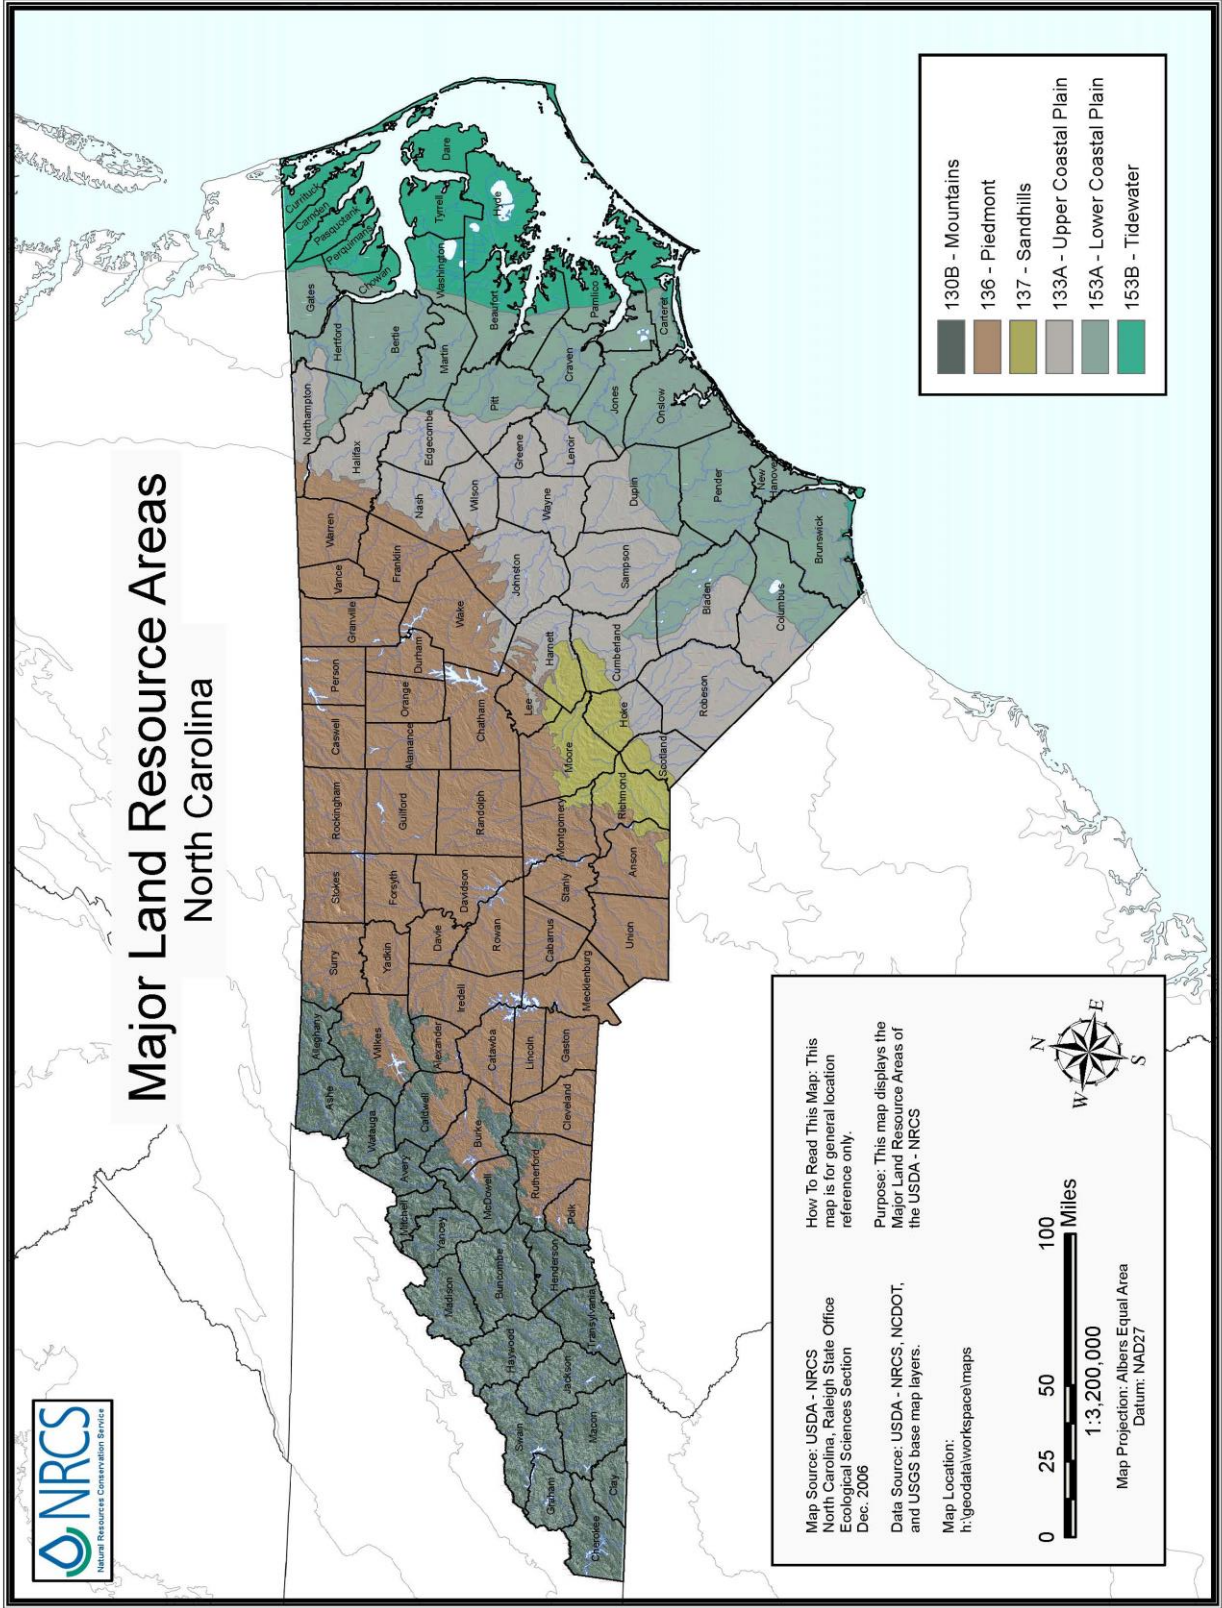 NRCS
Natural Resources Conservation Service
Major Land Resource Areas
North Carolina
Cherokee
Graham
Clay
Swain
Macon
Haywood
Jackson
Madison
Buncombe
Transylvania
Henderson
Yancey
Mitchell
Avery
McDowell
Rutherford
Polk
Ashe
Watauga
Caldwell
Burke
Cleveland
Alleghany
Wilkes
Alexander
Catawba
Lincoln
Gaston
Surry
Yadkin
Iredell
Davie
Rowan
Cabarrus
Mecklenburg
Union
Stokes
Forsyth
Davidson
Stanly
Anson
Rockingham
Guilford
Randolph
Montgomery
Richmond
Caswell
Alamance
Chatham
Moore
Scotland
Person
Orange
Durham
Lee
Hoke
Granville
Vance
Wake
Harnett
Cumberland
Robeson
Warren
Franklin
Johnston
Sampson
Bladen
Columbus
Northampton
Halifax
Nash
Edgecombe
Wilson
Greene
Wayne
Lenoir
Duplin
Pender
New
Hanover
Brunswick
Gates
Hertford
Bertie
Martin
Pitt
Craven
Jones
Onslow
Currituck
Camden
Pasquotank
Perquimans
Chowan
Washington
Tyrrell
Dare
Hyde
Beaufort
Pamlico
Carteret
Map Source: USDA - NRCS
North Carolina, Raleigh State Office
Ecological Sciences Section
Dec. 2006
Data Source: USDA - NRCS, NCDOT,
and USGS base map layers.
Map Location:
h:\geodata\workspace\maps
How To Read This Map: This
map is for general location
reference only.
Purpose: This map displays the
Major Land Resource Areas of
the USDA - NRCS
0 25 50 100
Miles
1:3,200,000
Map Projection: Albers Equal Area
Datum: NAD27
N
W E
S
130B - Mountains
136 - Piedmont
137 - Sandhills
133A - Upper Coastal Plain
153A - Lower Coastal Plain
153B - Tidewater